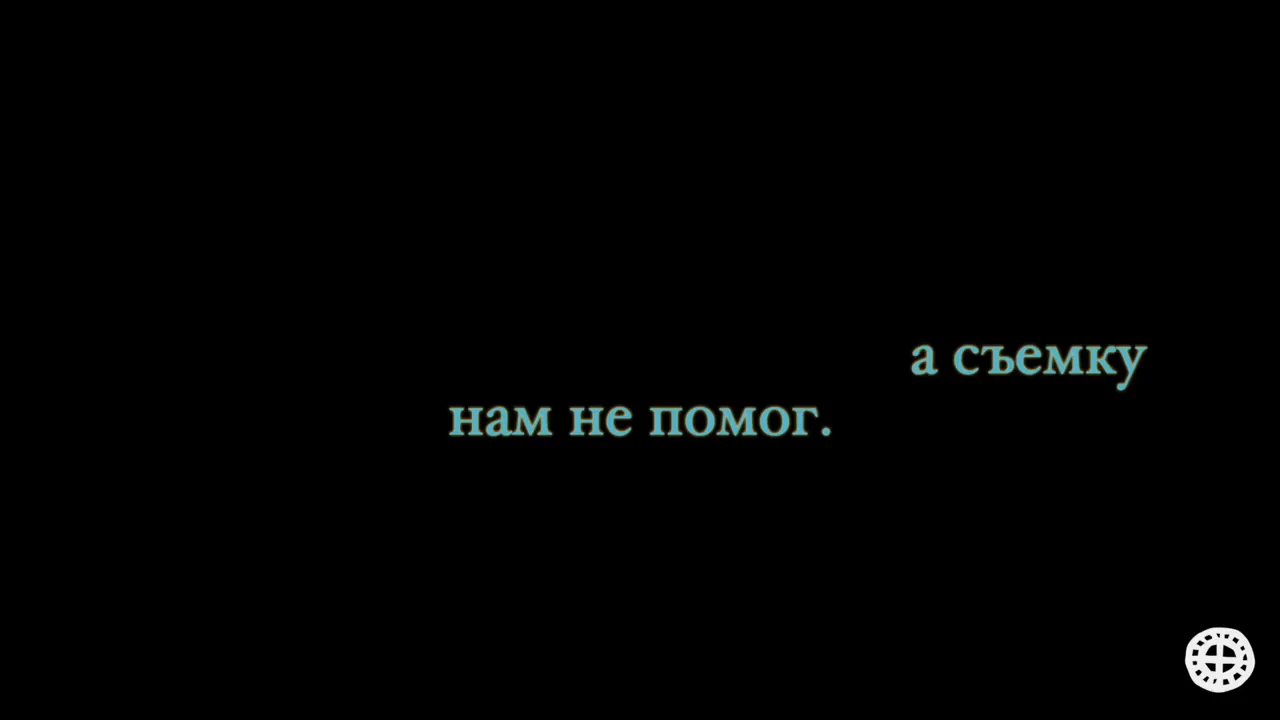 а съемку
нам не помог.